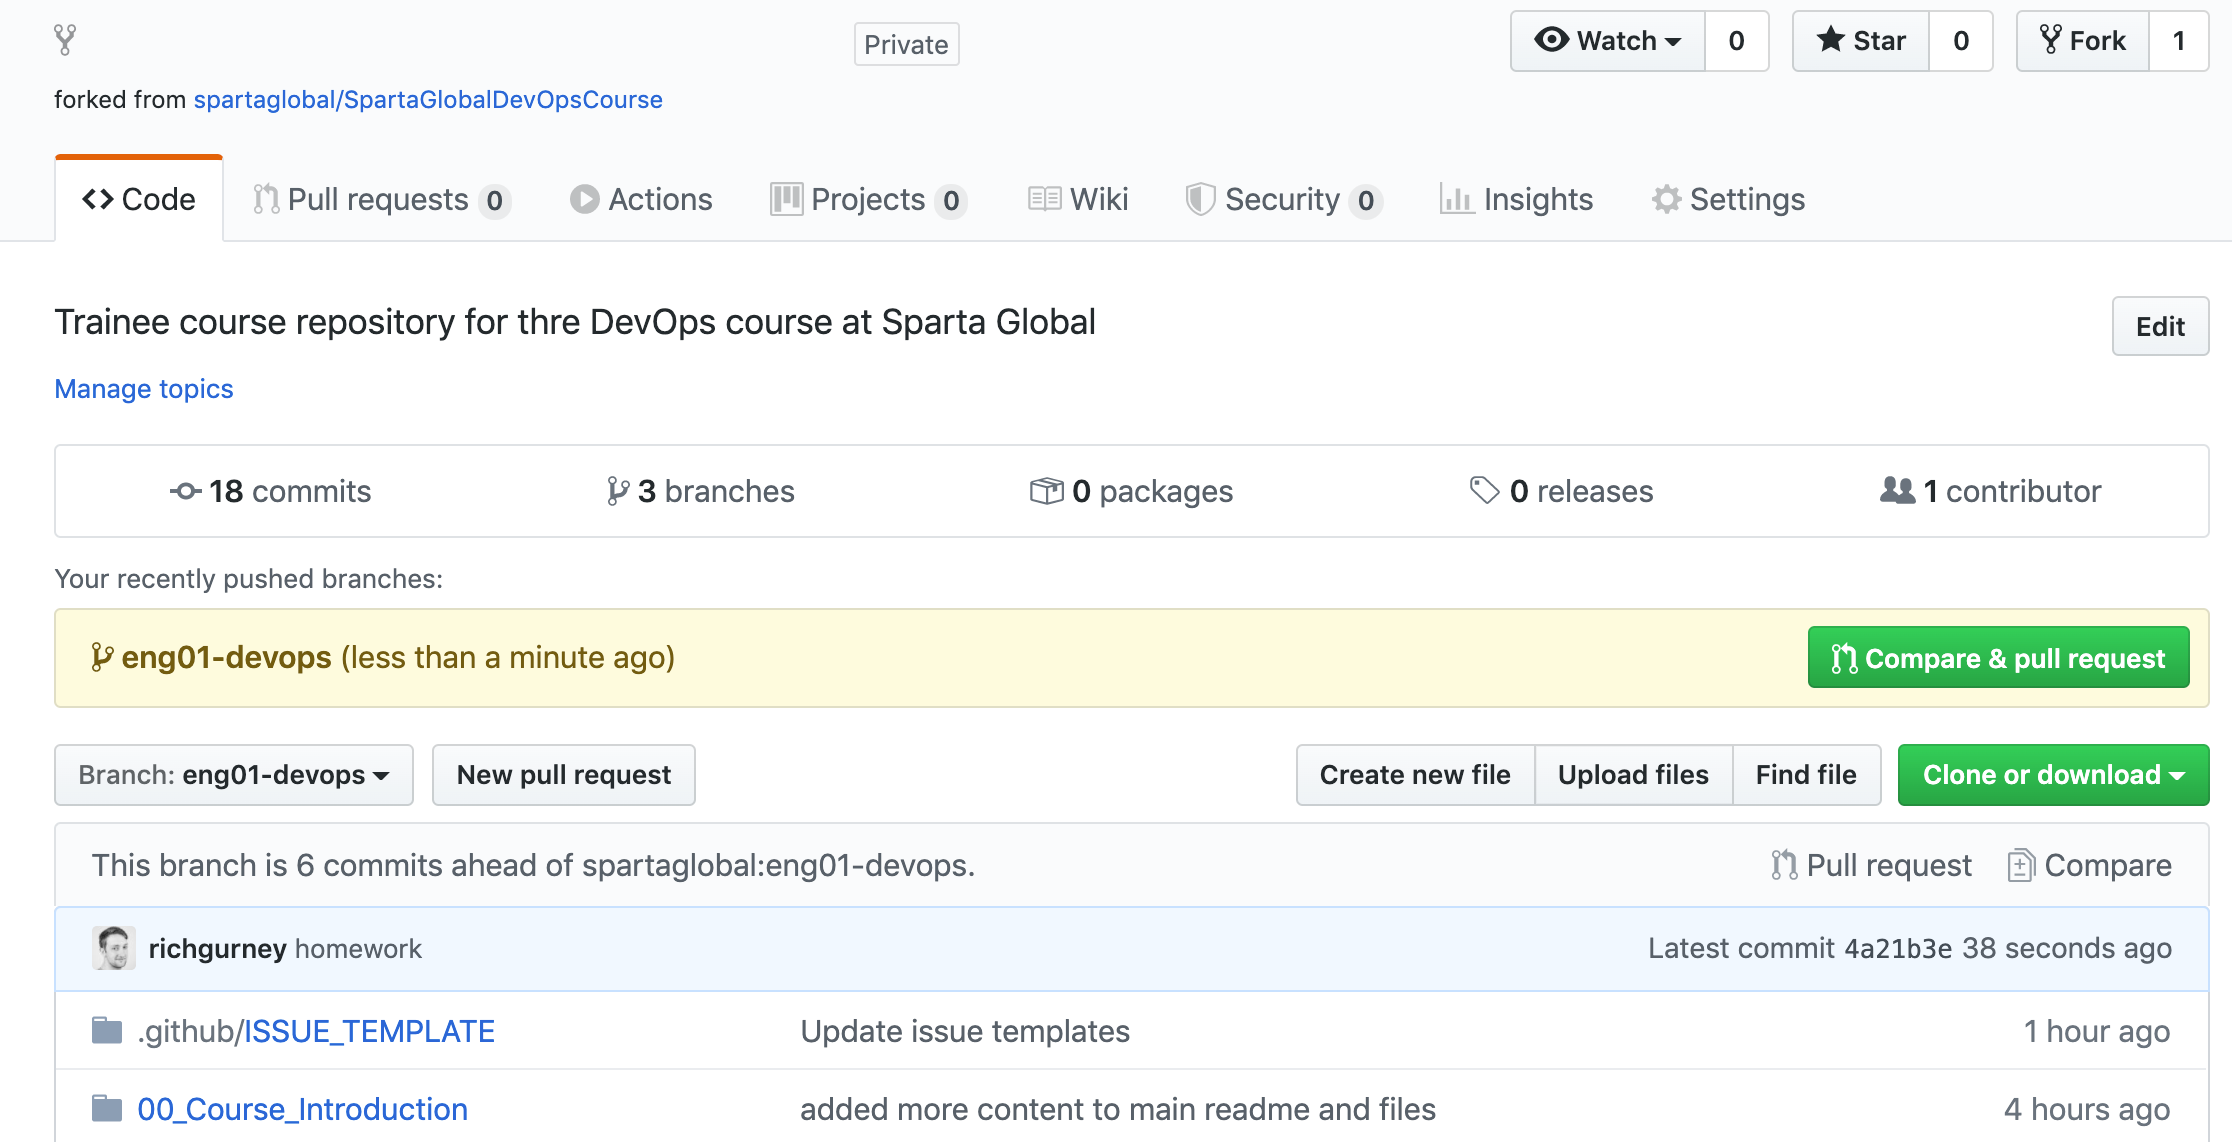 Private Watch 0 Star 0 Fork 1
forked from spartaglobal/SpartaGlobalDevOpsCourse
Code Pull requests 0 Actions Projects 0 Wiki Security 0 Insights Settings
Trainee course repository for thre DevOps course at Sparta Global Edit
Manage topics
18 commits 3 branches 0 packages 0 releases 1 contributor
Your recently pushed branches:
eng01-devops (less than a minute ago) Compare & pull request
Branch: eng01-devops New pull request Create new file Upload files Find file Clone or download
This branch is 6 commits ahead of spartaglobal:eng01-devops. Pull request Compare
richgurney homework Latest commit 4a21b3e 38 seconds ago
.github/ISSUE_TEMPLATE Update issue templates 1 hour ago
00_Course_Introduction added more content to main readme and files 4 hours ago